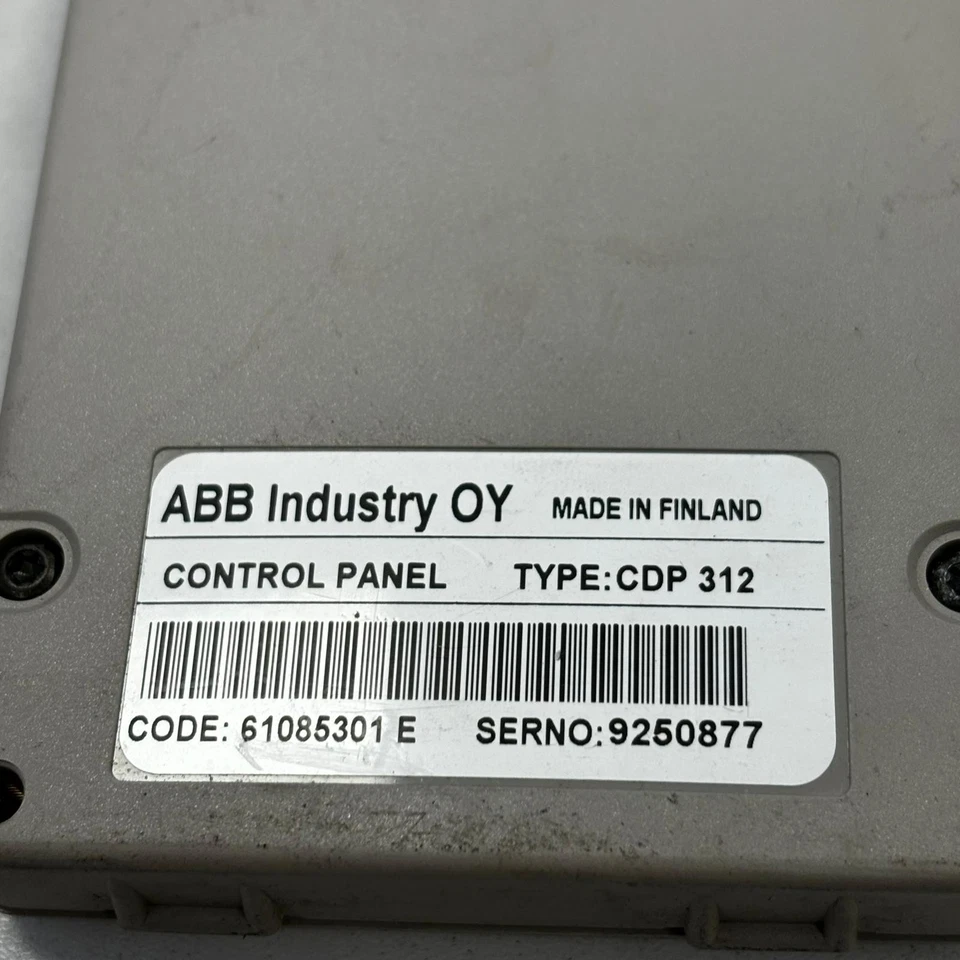 ABB Industry OY MADE IN FINLAND
CONTROL PANEL TYPE:CDP 312
CODE: 61085301 E SERNO:9250877